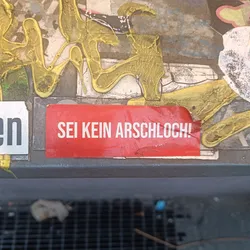 en
SEI KEIN ARSCHLOCH!